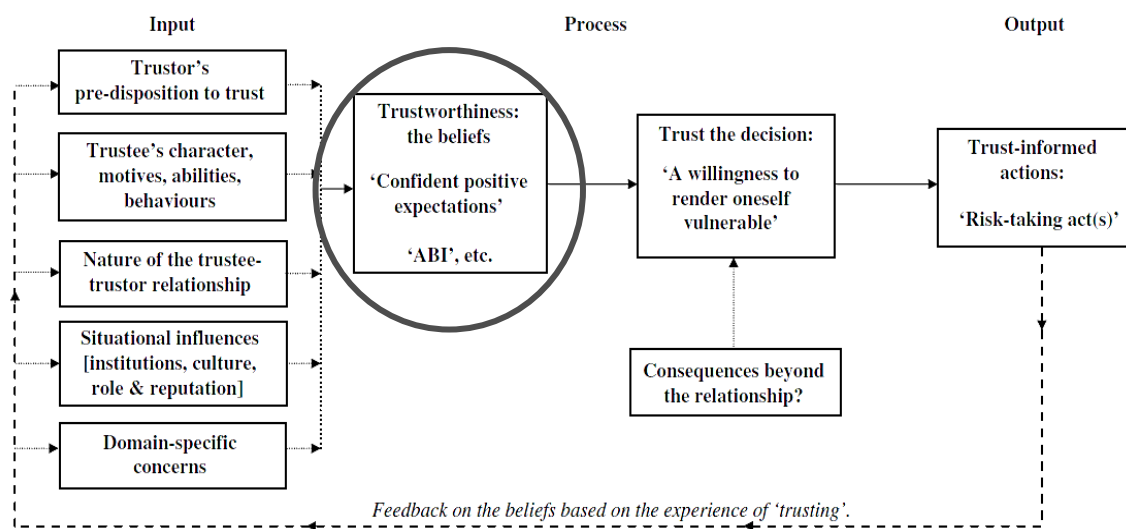 Input
Process
Output
Trustor’s
pre-disposition to trust
Trustee’s character,
motives, abilities,
behaviours
Nature of the trustee-
trustor relationship
Situational influences
[institutions, culture,
role & reputation]
Domain-specific
concerns
Trustworthiness:
the beliefs
‘Confident positive
expectations’
‘ABI’, etc.
Trust the decision:
‘A willingness to
render oneself
vulnerable’
Consequences beyond
the relationship?
Trust-informed
actions:
‘Risk-taking act(s)’
Feedback on the beliefs based on the experience of ‘trusting’.